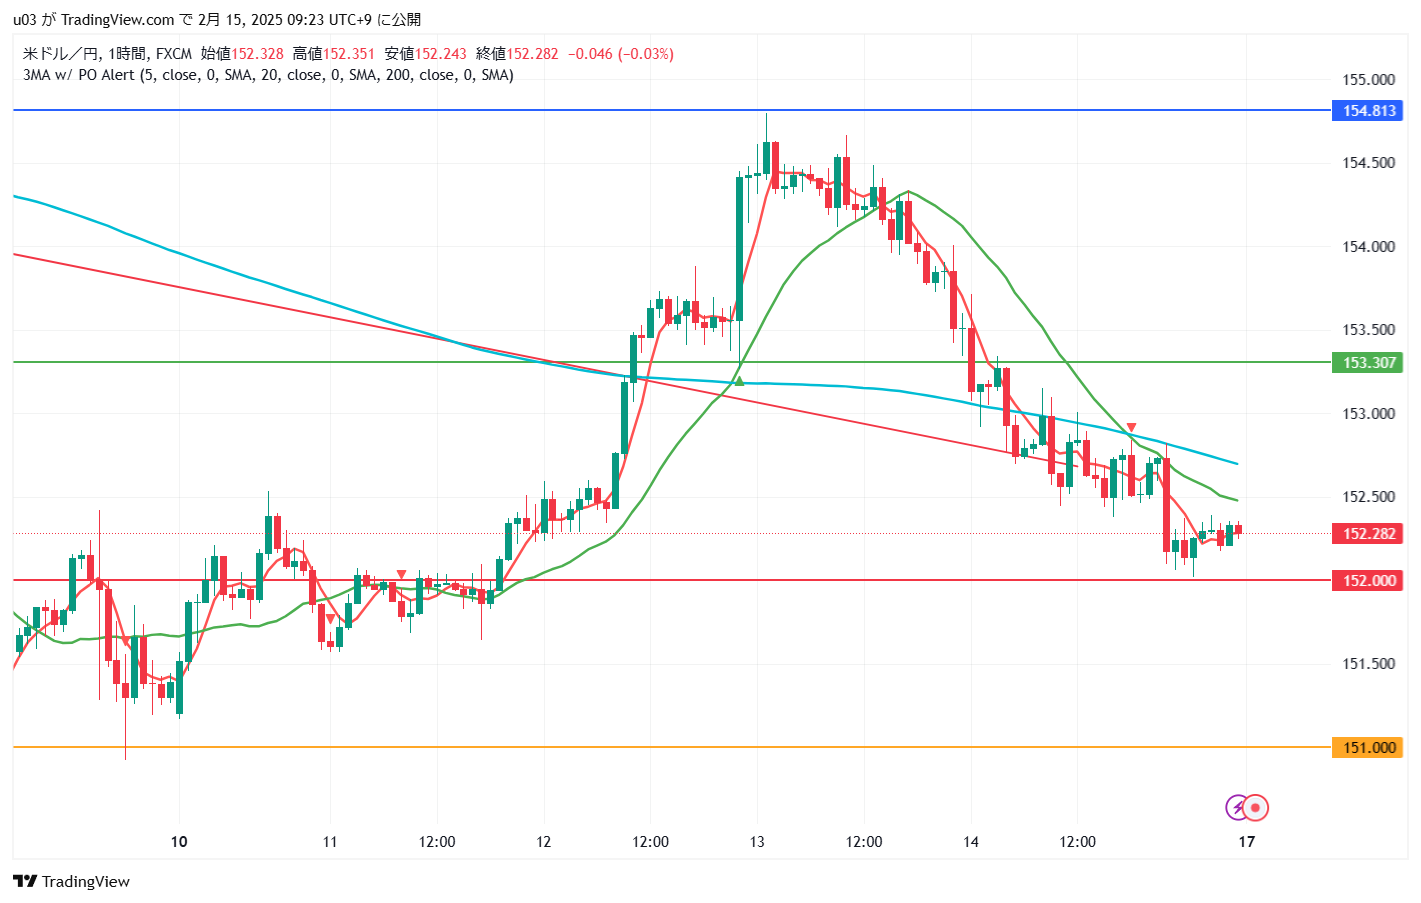 u03 が TradingView.com で 2月 15, 2025 09:23 UTC+9 に公開
米ドル／円, 1時間, FXCM 始値152.328 高値152.351 安値152.243 終値152.282 −0.046 (−0.03%)
3MA w/ PO Alert (5, close, 0, SMA, 20, close, 0, SMA, 200, close, 0, SMA)
155.000
154.813
154.500
154.000
153.500
153.307
153.000
152.500
152.282
152.000
151.500
151.000
10 11 12:00 12 12:00 13 12:00 14 12:00 17
TradingView